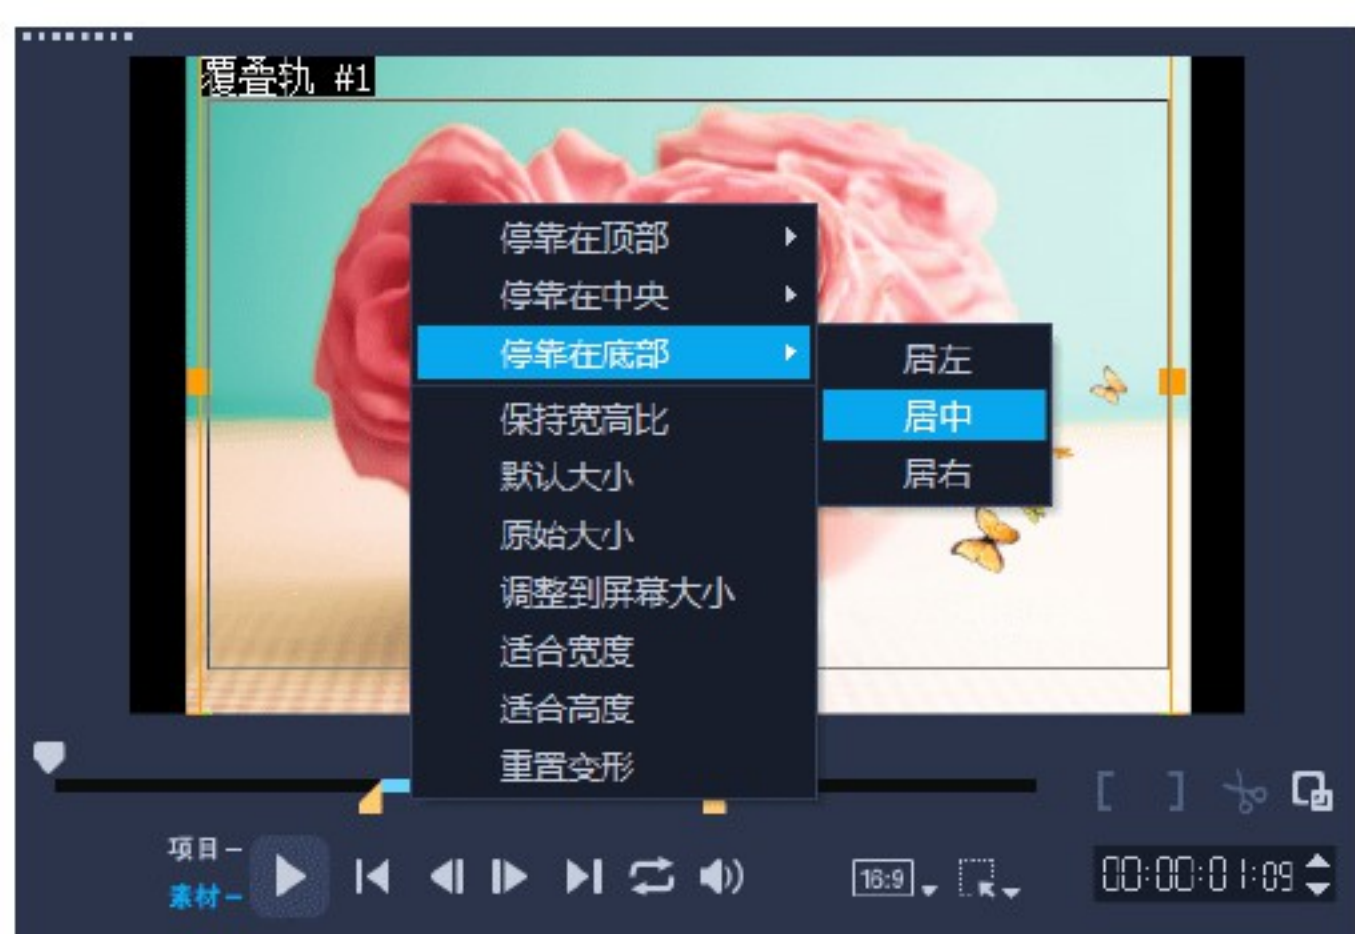 覆叠轨 #1
停靠在顶部
停靠在中央
停靠在底部
居左
居中
居右
保持宽高比
默认大小
原始大小
调整到屏幕大小
适合宽度
适合高度
重置变形
[ ]
项目-
素材-
16:9
00:00:01:09